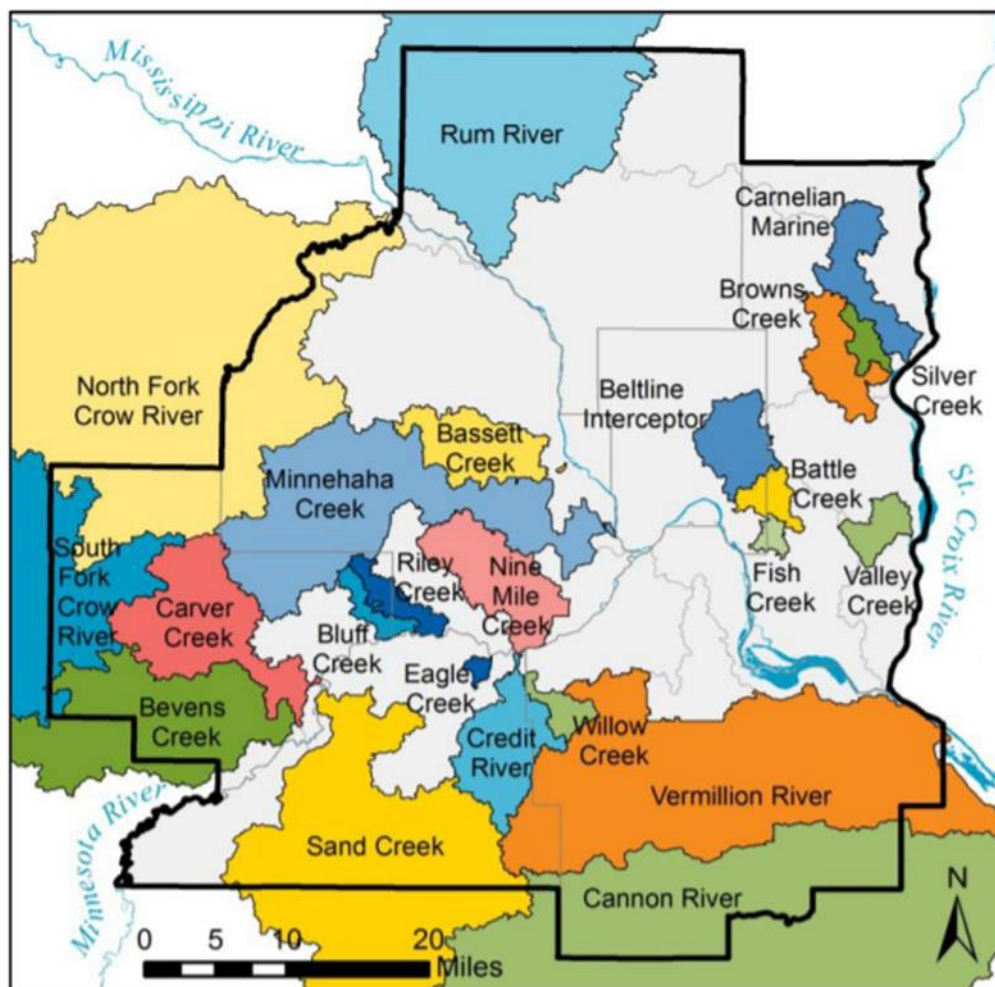 Mississippi River
Rum River
Carnelian
Marine
Browns
Creek
Silver
Creek
North Fork
Crow River
Beltline
Interceptor
Bassett
Creek
Minnehaha
Creek
Battle
Creek
St. Croix River
South
Fork
Crow
River
Carver
Creek
Riley
Creek
Nine
Mile
Creek
Fish
Creek
Valley
Creek
Bluff
Creek
Eagle
Creek
Bevens
Creek
Credit
River
Willow
Creek
Vermillion River
Minnesota River
Sand Creek
Cannon River
N
0 5 10 20
Miles